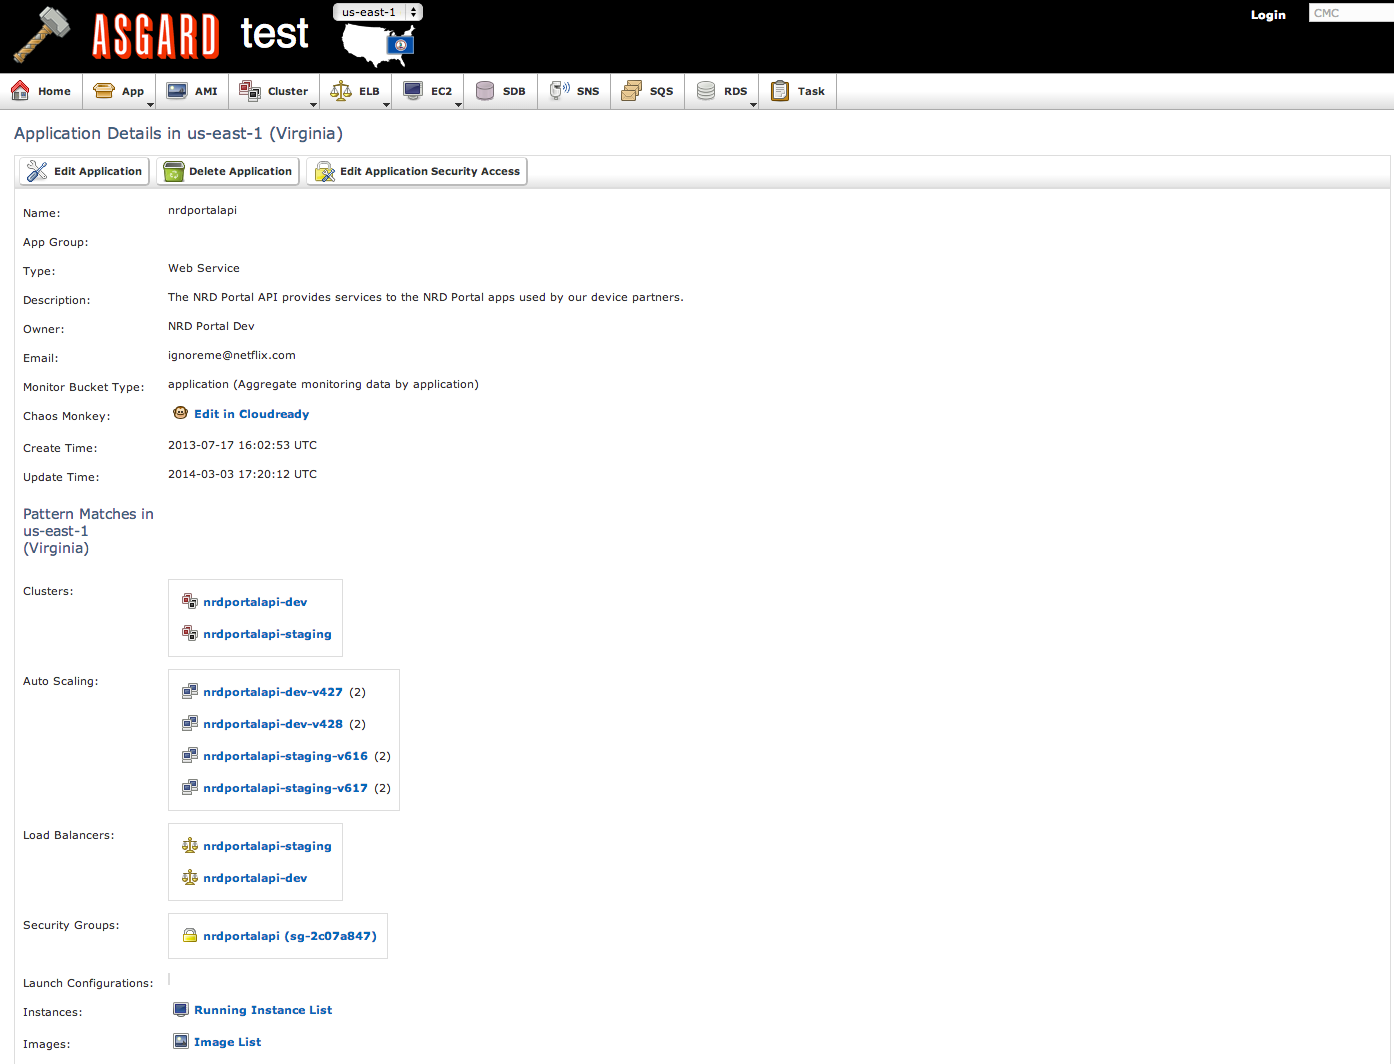 us-east-1
ASGARD test
Login
CMC
Home
App
AMI
Cluster
ELB
EC2
SDB
SNS
SQS
RDS
Task
Application Details in us-east-1 (Virginia)
Edit Application
Delete Application
Edit Application Security Access
Name: nrdportalapi
App Group:
Type: Web Service
Description: The NRD Portal API provides services to the NRD Portal apps used by our device partners.
Owner: NRD Portal Dev
Email: ignoreme@netflix.com
Monitor Bucket Type: application (Aggregate monitoring data by application)
Chaos Monkey: Edit in Cloudready
Create Time: 2013-07-17 16:02:53 UTC
Update Time: 2014-03-03 17:20:12 UTC
Pattern Matches in
us-east-1
(Virginia)
Clusters: nrdportalapi-dev
nrdportalapi-staging
Auto Scaling: nrdportalapi-dev-v427 (2)
nrdportalapi-dev-v428 (2)
nrdportalapi-staging-v616 (2)
nrdportalapi-staging-v617 (2)
Load Balancers: nrdportalapi-staging
nrdportalapi-dev
Security Groups: nrdportalapi (sg-2c07a847)
Launch Configurations:
Instances: Running Instance List
Images: Image List